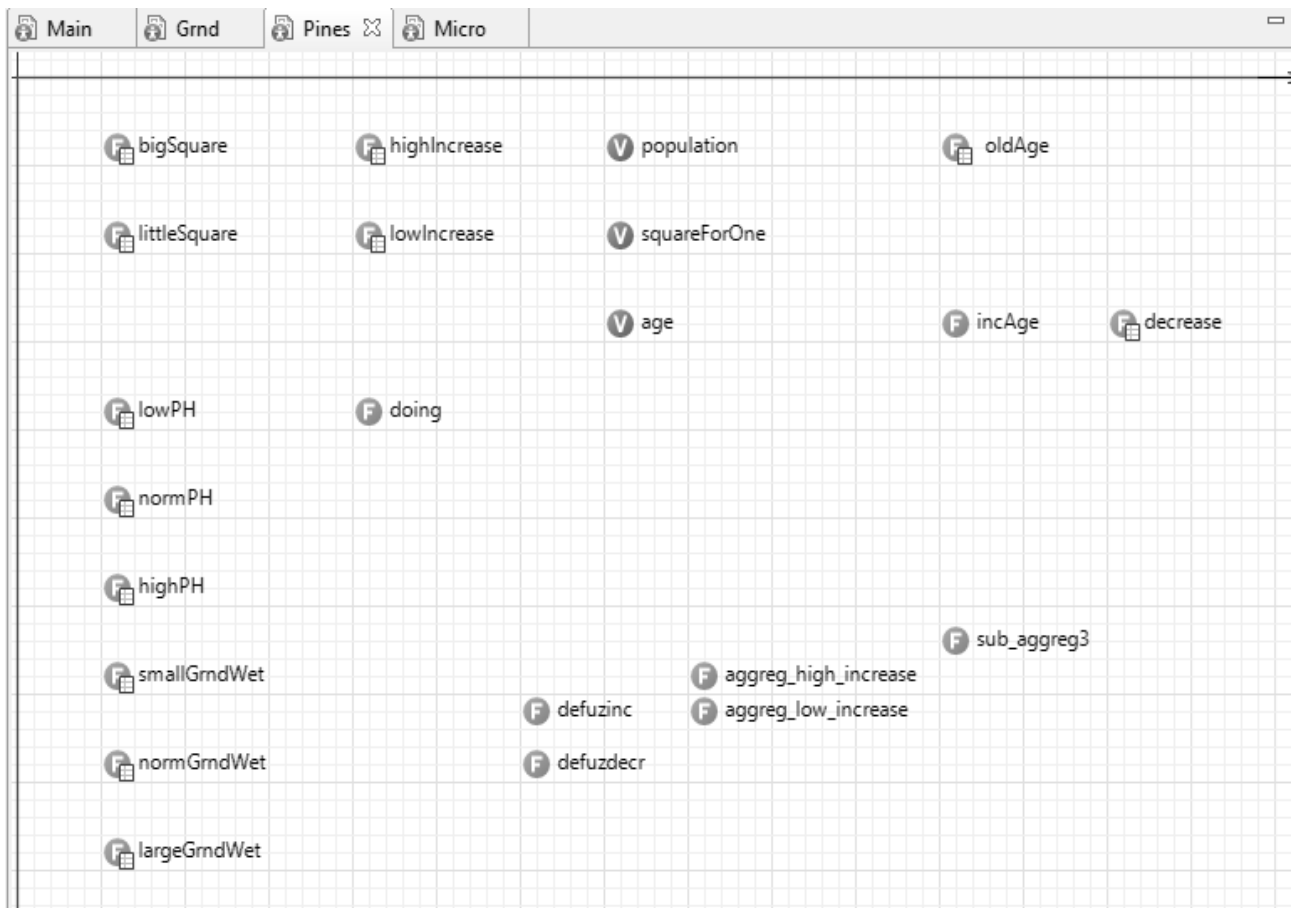 Main Grnd Pines Micro
bigSquare highIncrease population oldAge
littleSquare lowIncrease squareForOne
age incAge decrease
lowPH doing
normPH
highPH
sub_aggreg3
smallGrndWet aggreg_high_increase
defuzinc aggreg_low_increase
normGrndWet defuzdecr
largeGrndWet